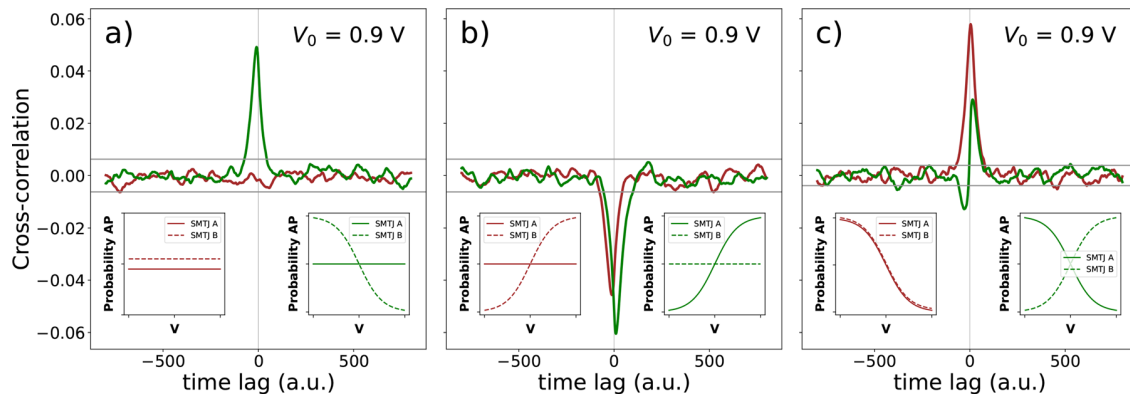 a)
V0 = 0.9 V
b)
V0 = 0.9 V
c)
V0 = 0.9 V
Cross-correlation
0.06
0.04
0.02
0.00
−0.02
−0.04
−0.06
Probability AP
SMTJ A
SMTJ B
V
Probability AP
SMTJ A
SMTJ B
V
Probability AP
SMTJ A
SMTJ B
V
Probability AP
SMTJ A
SMTJ B
V
Probability AP
SMTJ A
SMTJ B
V
Probability AP
SMTJ A
SMTJ B
V
−500 0 500
−500 0 500
−500 0 500
time lag (a.u.)
time lag (a.u.)
time lag (a.u.)